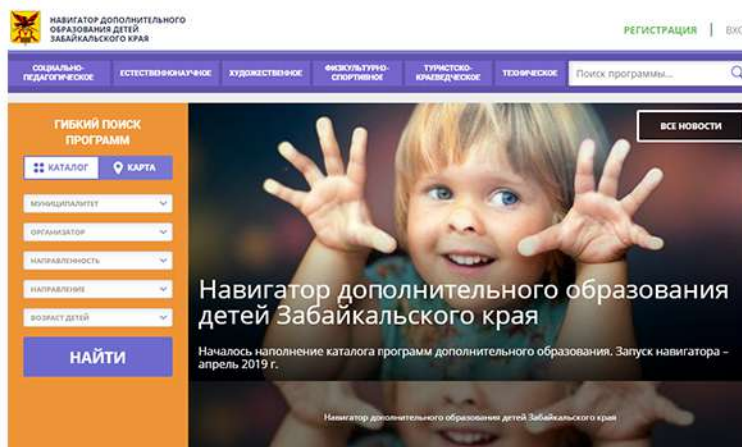 НАВИГАТОР ДОПОЛНИТЕЛЬНОГО
ОБРАЗОВАНИЯ ДЕТЕЙ
ЗАБАЙКАЛЬСКОГО КРАЯ
РЕГИСТРАЦИЯ
ВХО
СОЦИАЛЬНО-
ПЕДАГОГИЧЕСКОЕ
ЕСТЕСТВЕННОНАУЧНОЕ
ХУДОЖЕСТВЕННОЕ
ФИЗКУЛЬТУРНО-
СПОРТИВНОЕ
ТУРИСТСКО-
КРАЕВЕДЧЕСКОЕ
ТЕХНИЧЕСКОЕ
Поиск программы...
ГИБКИЙ ПОИСК
ПРОГРАММ
КАТАЛОГ
КАРТА
МУНИЦИПАЛИТЕТ
ОРГАНИЗАТОР
НАПРАВЛЕННОСТЬ
НАПРАВЛЕНИЕ
ВОЗРАСТ ДЕТЕЙ
НАЙТИ
ВСЕ НОВОСТИ
Навигатор дополнительного образования
детей Забайкальского края
Началось наполнение каталога программ дополнительного образования. Запуск навигатора –
апрель 2019 г.
Навигатор дополнительного образования детей Забайкальского края